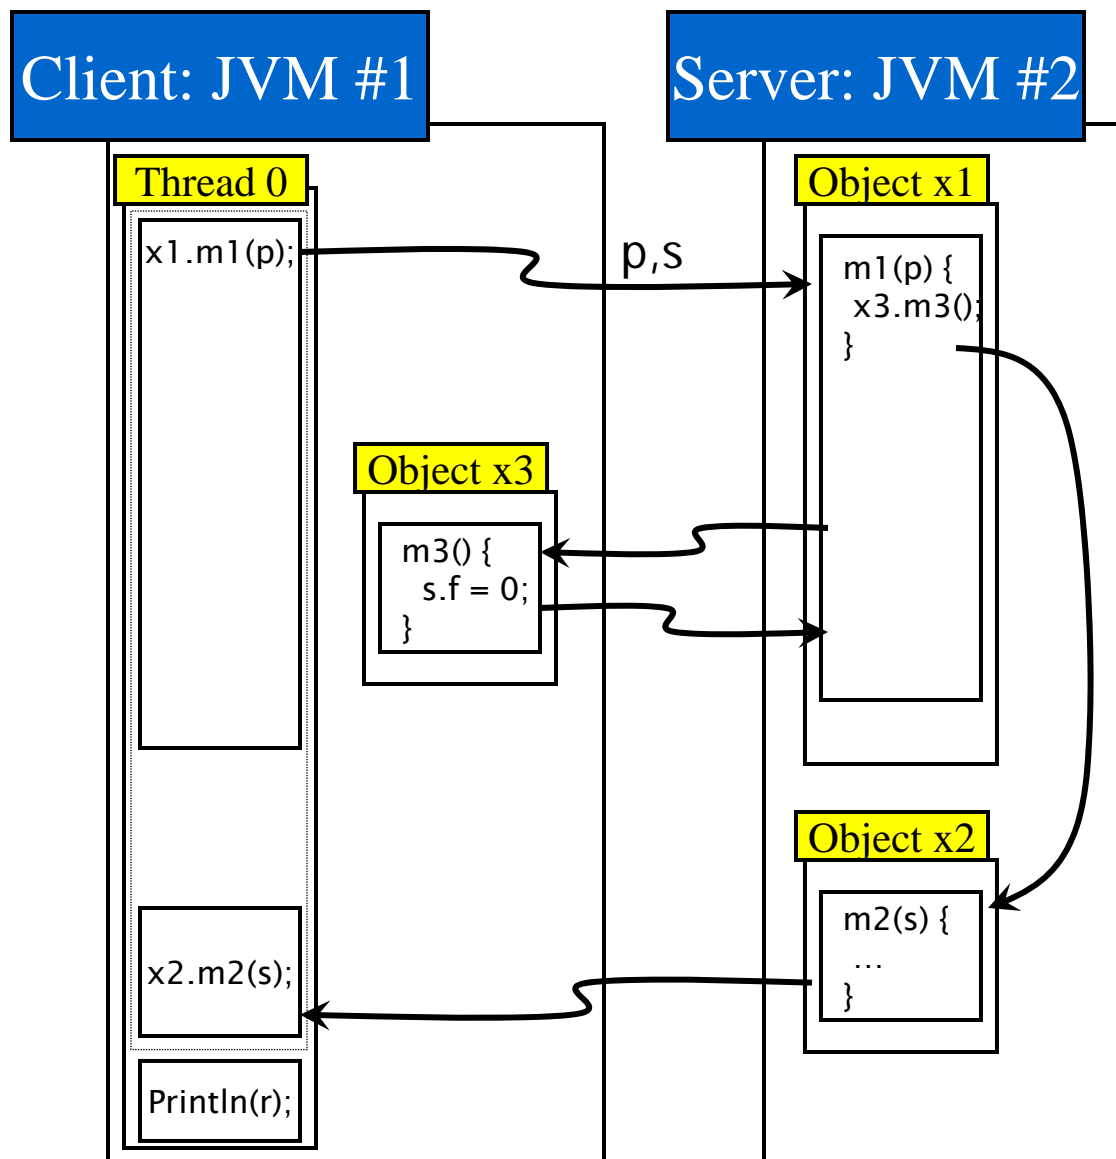 Client: JVM #1
Server: JVM #2
Thread 0
Object x1
x1.m1(p);
p,s
m1(p) {
x3.m3();
}
Object x3
m3() {
s.f = 0;
}
Object x2
m2(s) {
...
}
x2.m2(s);
Println(r);